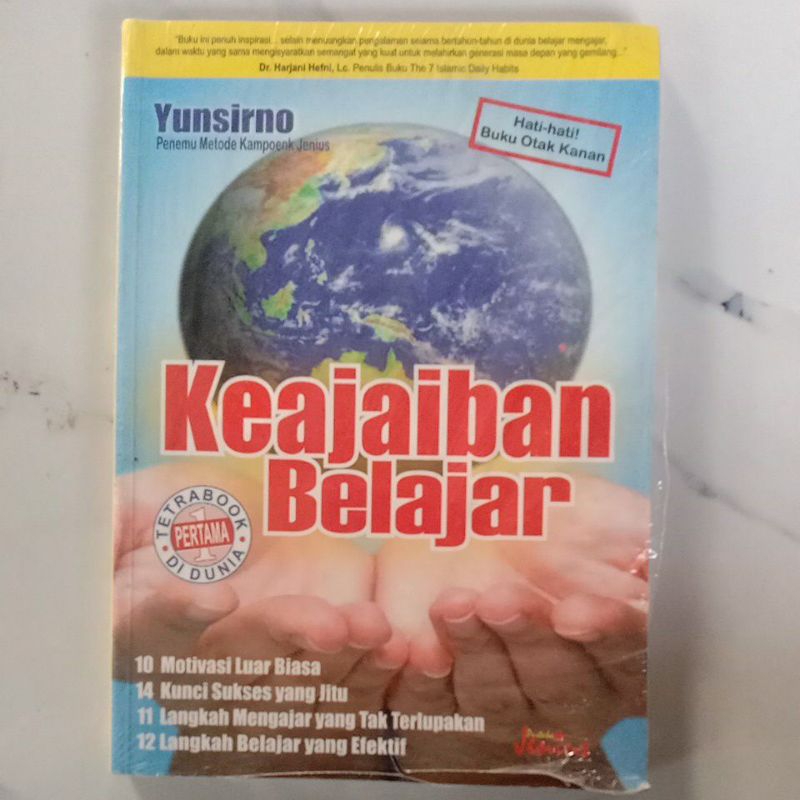 "Buku ini penuh inspirasi... selain menuangkan pengalaman selama bertahun-tahun di dunia belajar mengajar,
dalam waktu yang sama mengisyaratkan semangat yang kuat untuk melahirkan generasi masa depan yang gemilang..."
Dr. Harjani Hefni, Lc. Penulis Buku The 7 Islamic Daily Habits
Yunsirno
Penemu Metode Kampoenk Jenius
Hati-hati!
Buku Otak Kanan
Keajaiban
Belajar
TETRABOOK
PERTAMA
1
DI DUNIA
10 Motivasi Luar Biasa
14 Kunci Sukses yang Jitu
11 Langkah Mengajar yang Tak Terlupakan
12 Langkah Belajar yang Efektif